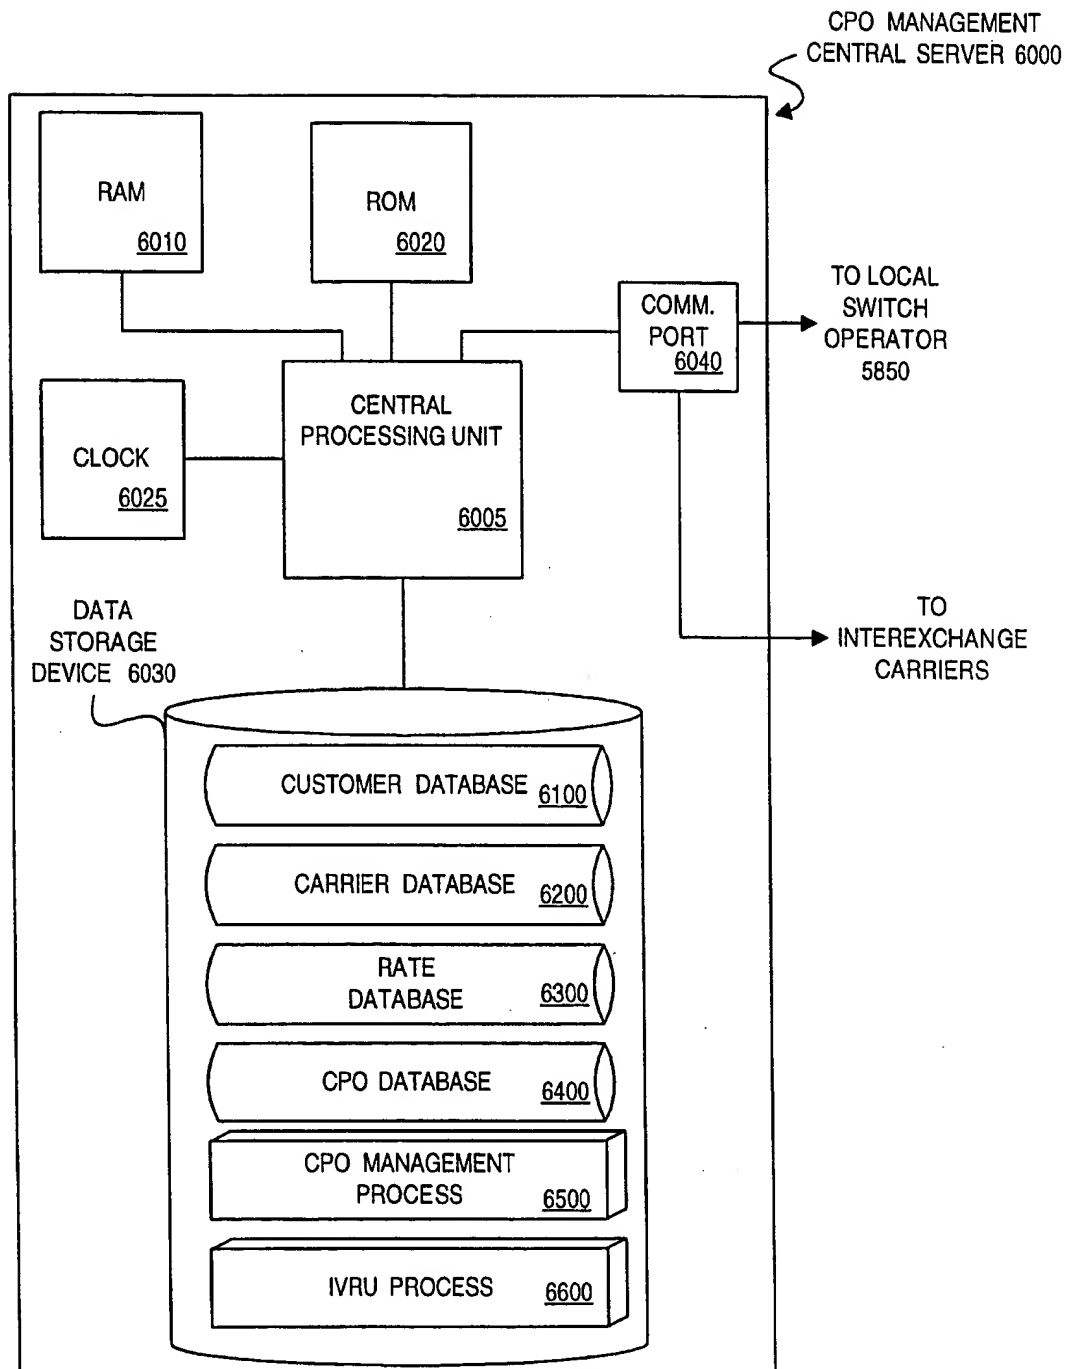 CPO MANAGEMENT
CENTRAL SERVER 6000
RAM
6010
ROM
6020
COMM.
PORT
6040
TO LOCAL
SWITCH
OPERATOR
5850
CENTRAL
PROCESSING UNIT
6005
CLOCK
6025
DATA
STORAGE
DEVICE 6030
TO
INTEREXCHANGE
CARRIERS
CUSTOMER DATABASE 6100
CARRIER DATABASE 6200
RATE
DATABASE 6300
CPO DATABASE 6400
CPO MANAGEMENT
PROCESS 6500
IVRU PROCESS 6600